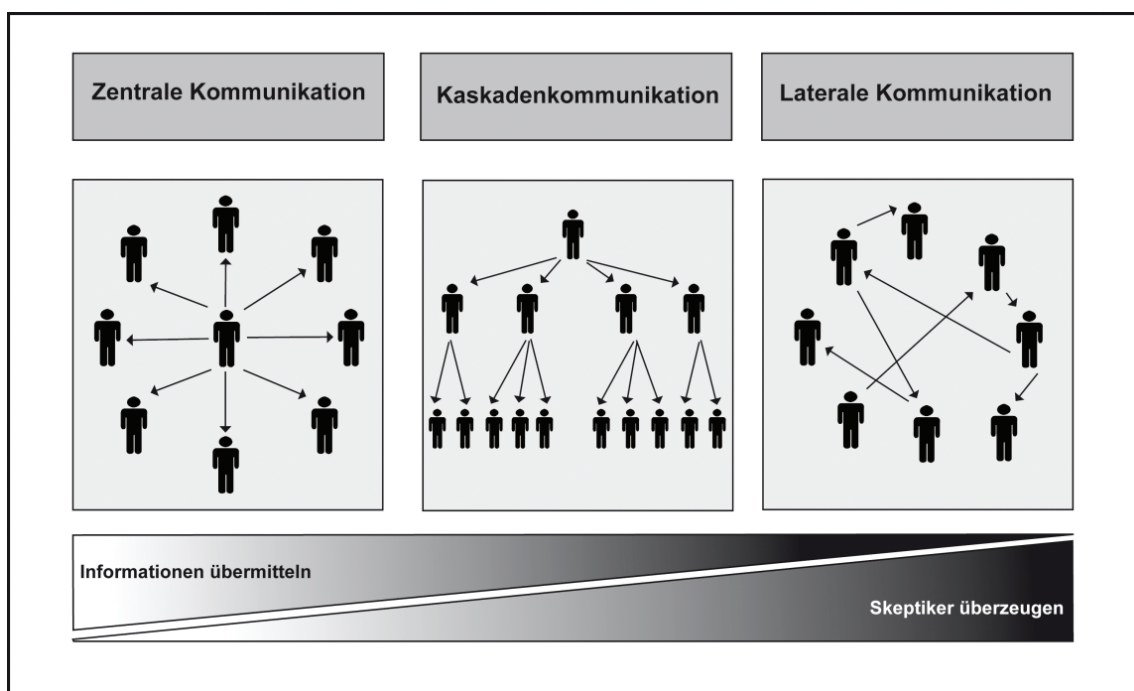 Zentrale Kommunikation
Kaskadenkommunikation
Laterale Kommunikation
Informationen übermitteln
Skeptiker überzeugen